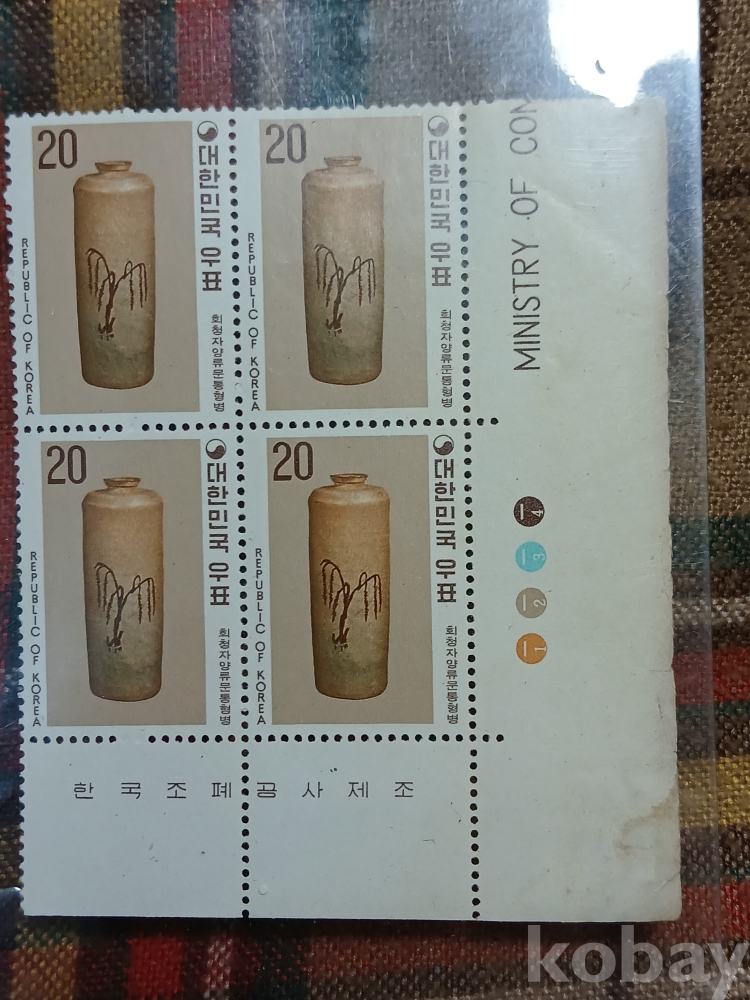 20
대한민국 우표
REPUBLIC OF KOREA
회청자양류문통형병
20
대한민국 우표
REPUBLIC OF KOREA
회청자양류문통형병
MINISTRY OF COM
20
대한민국 우표
REPUBLIC OF KOREA
회청자양류문통형병
20
대한민국 우표
REPUBLIC OF KOREA
회청자양류문통형병
4
3
2
1
한국조폐공사제조
kobay